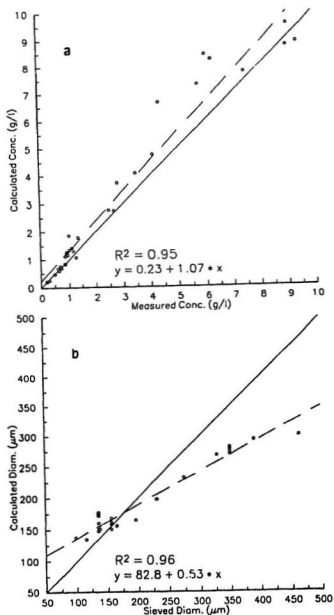 a
Calculated Conc. (g/l)
10
9
8
7
6
5
4
3
2
1
0
R² = 0.95
y = 0.23 + 1.07 * x
0 1 2 3 4 5 6 7 8 9 10
Measured Conc. (g/l)
b
Calculated Diam. (μm)
500
450
400
350
300
250
200
150
100
50
R² = 0.96
y = 82.8 + 0.53 * x
50 100 150 200 250 300 350 400 450 500
Sieved Diam. (μm)